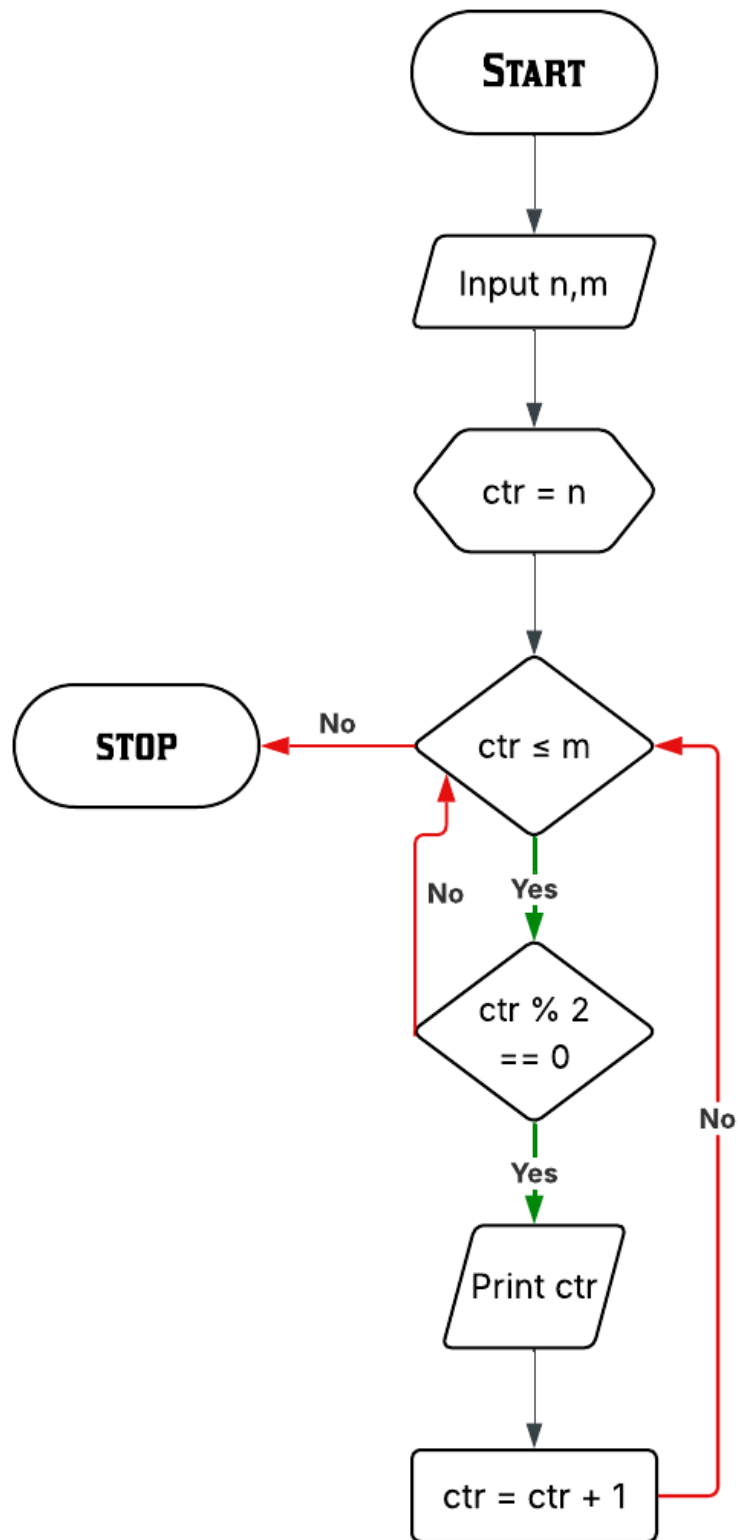 START
Input n,m
ctr = n
ctr ≤ m
No
STOP
Yes
No
ctr % 2
== 0
Yes
No
Print ctr
ctr = ctr + 1